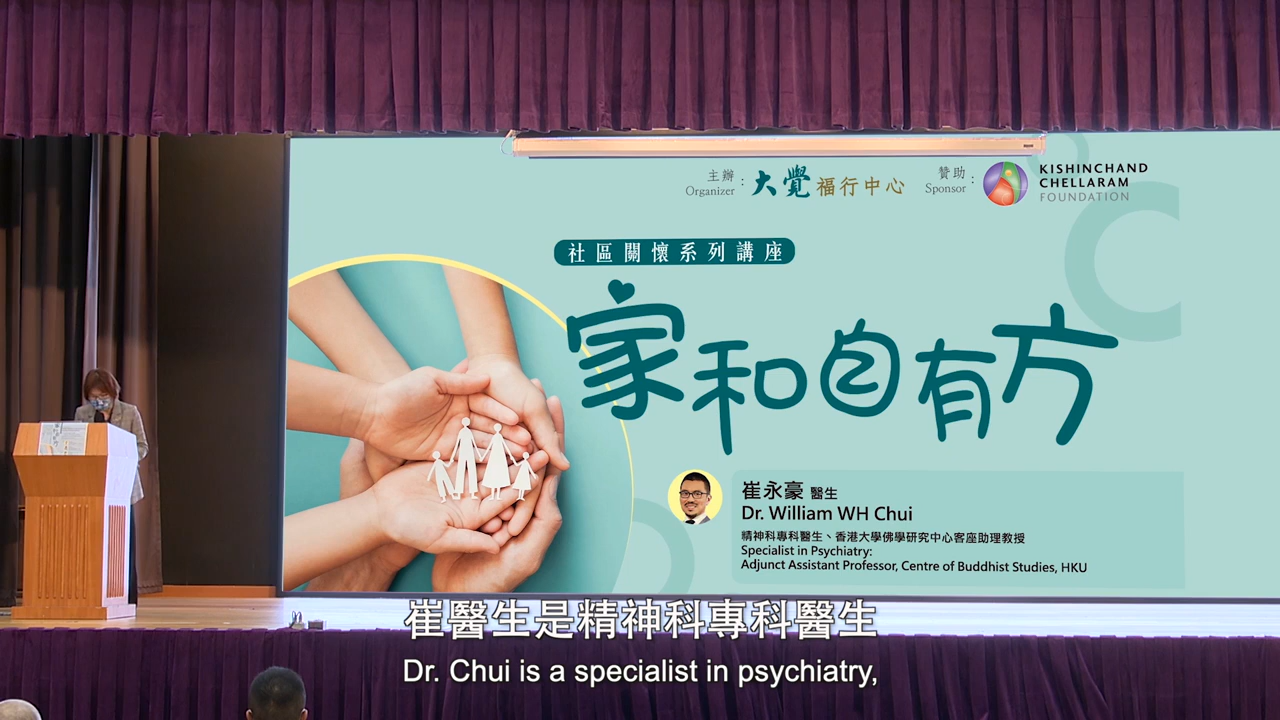 主辦
Organizer
:
大覺 福行中心
贊助
Sponsor
:
KISHINCHAND
CHELLARAM
FOUNDATION
社區關懷系列講座
家和自有方
崔永豪 醫生
Dr. William WH Chui
精神科專科醫生、香港大學佛學研究中心客座助理教授
Specialist in Psychiatry:
Adjunct Assistant Professor, Centre of Buddhist Studies, HKU
崔醫生是精神科專科醫生
Dr. Chui is a specialist in psychiatry,